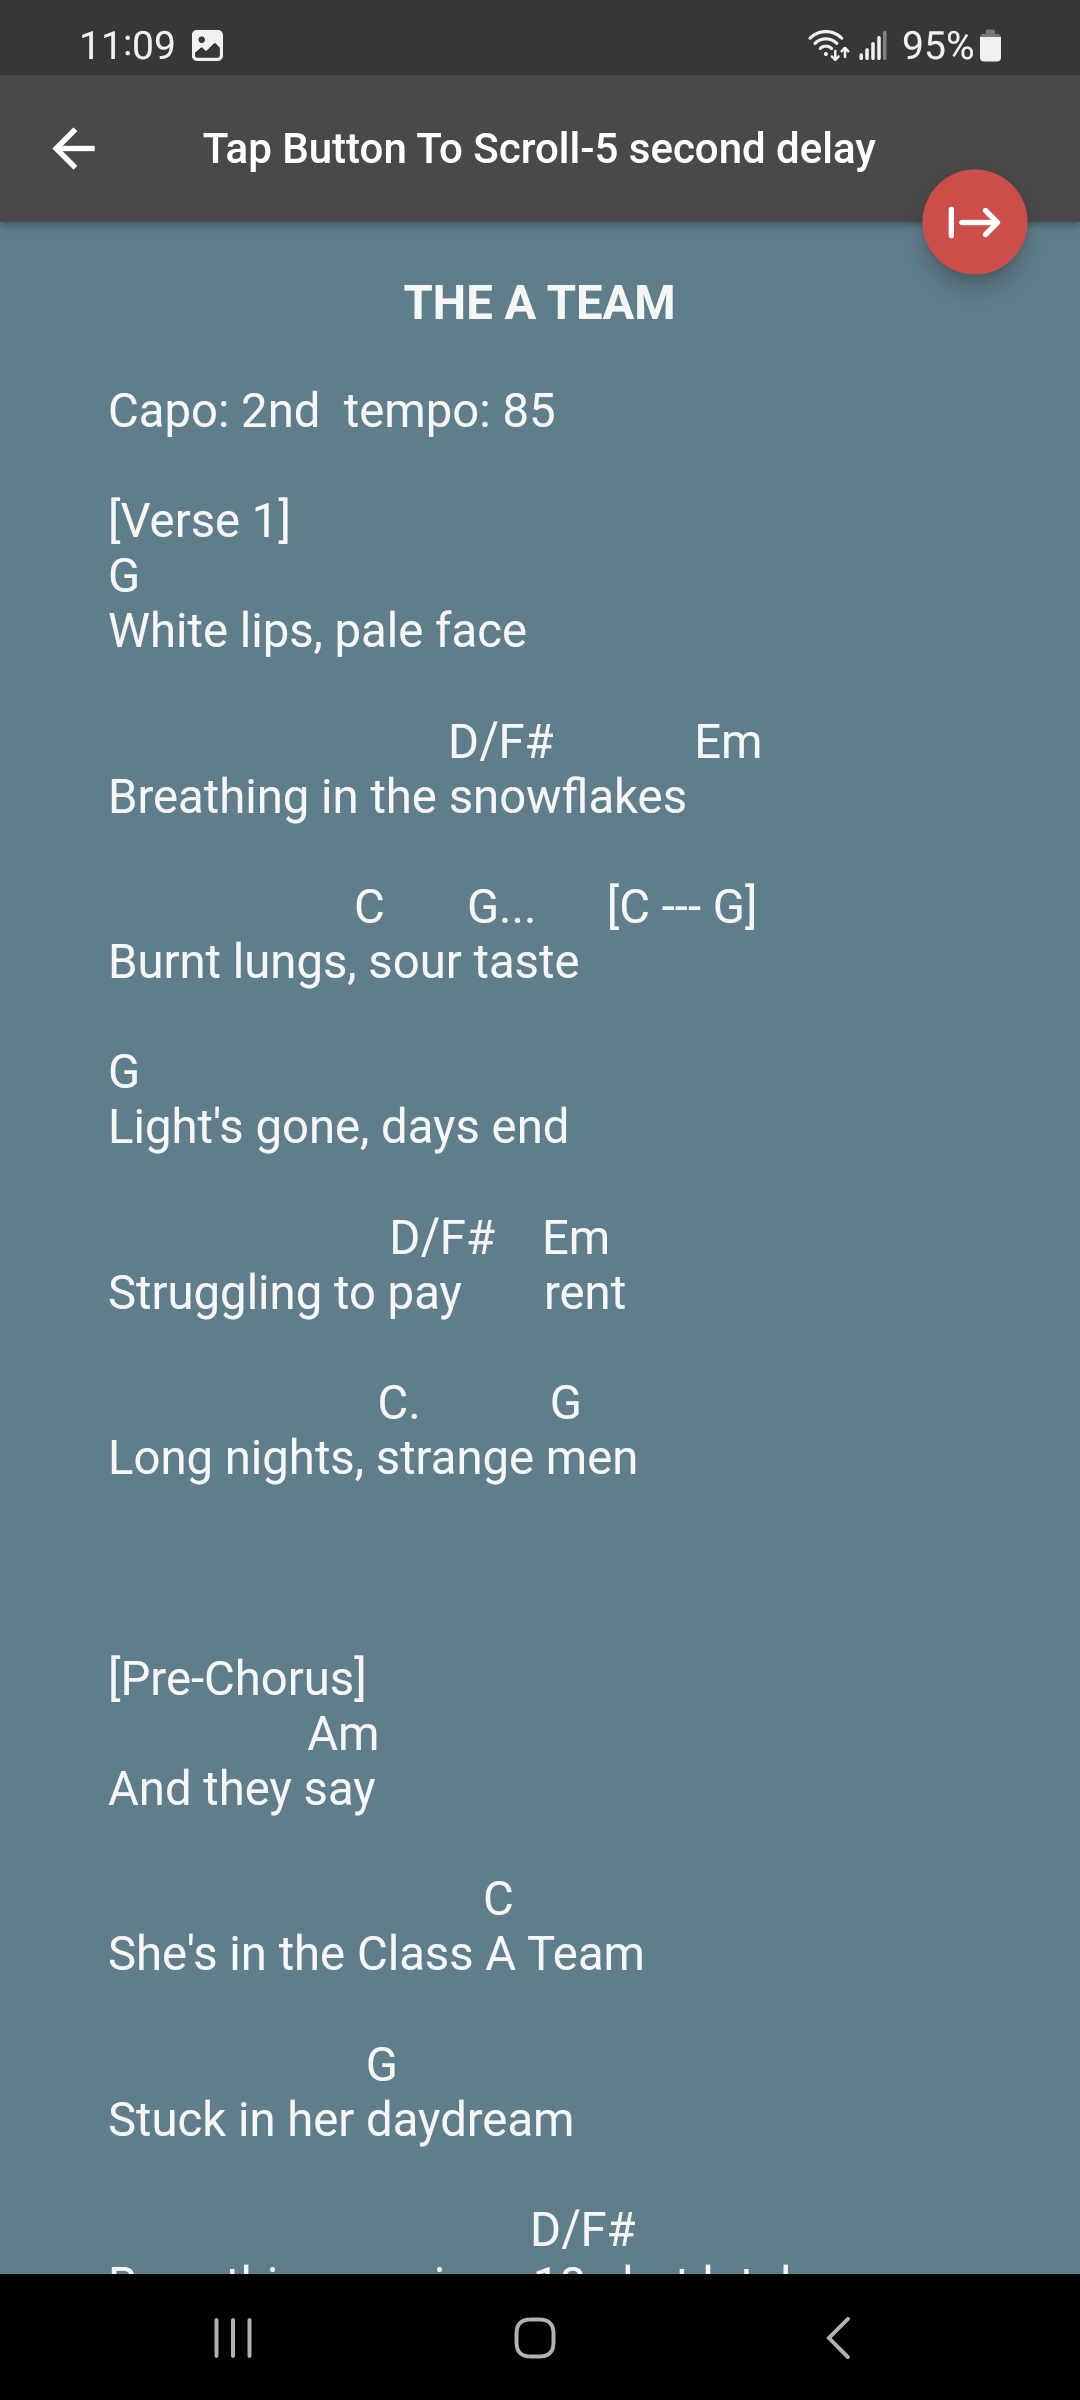 11:09 95%
Tap Button To Scroll-5 second delay
THE A TEAM
Capo: 2nd  tempo: 85
[Verse 1]
G
White lips, pale face
D/F# Em
Breathing in the snowflakes
C G... [C --- G]
Burnt lungs, sour taste
G
Light's gone, days end
D/F# Em
Struggling to pay rent
C. G
Long nights, strange men
[Pre-Chorus]
Am
And they say
C
She's in the Class A Team
G
Stuck in her daydream
D/F#